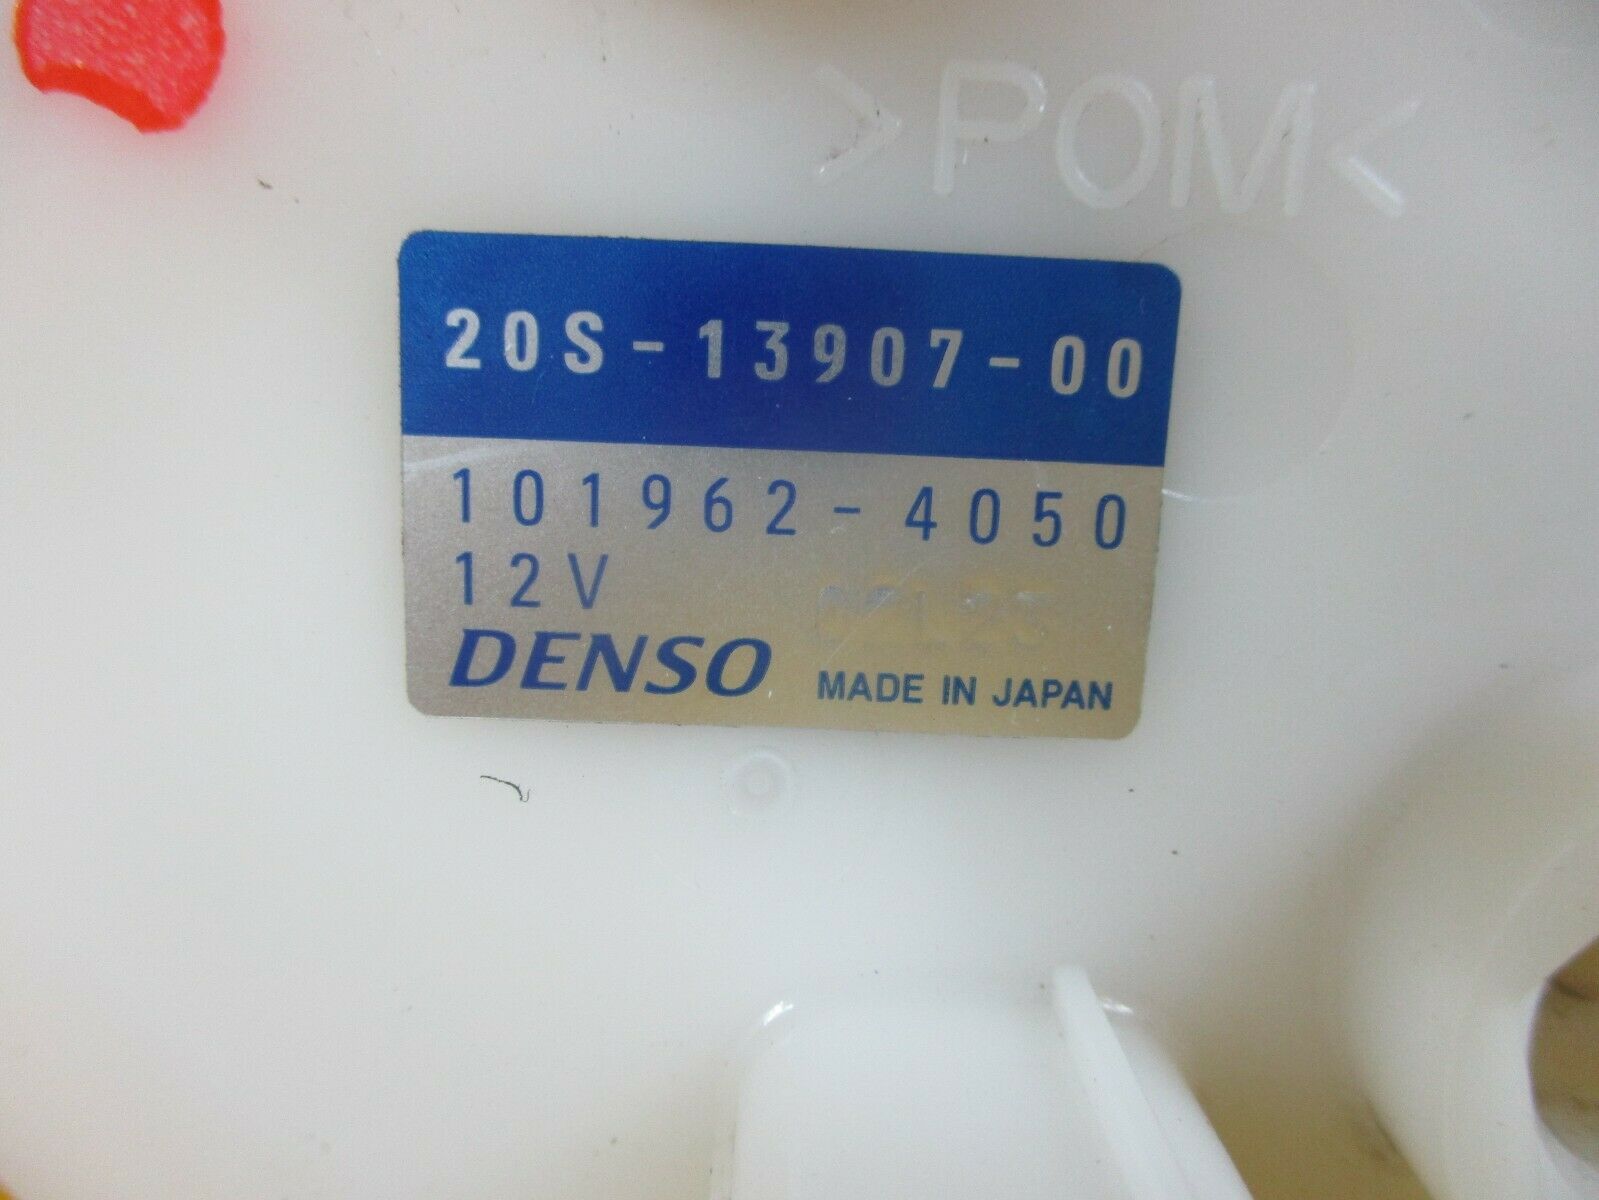 >POM<
20S-13907-00
101962-4050
12V
DENSO MADE IN JAPAN